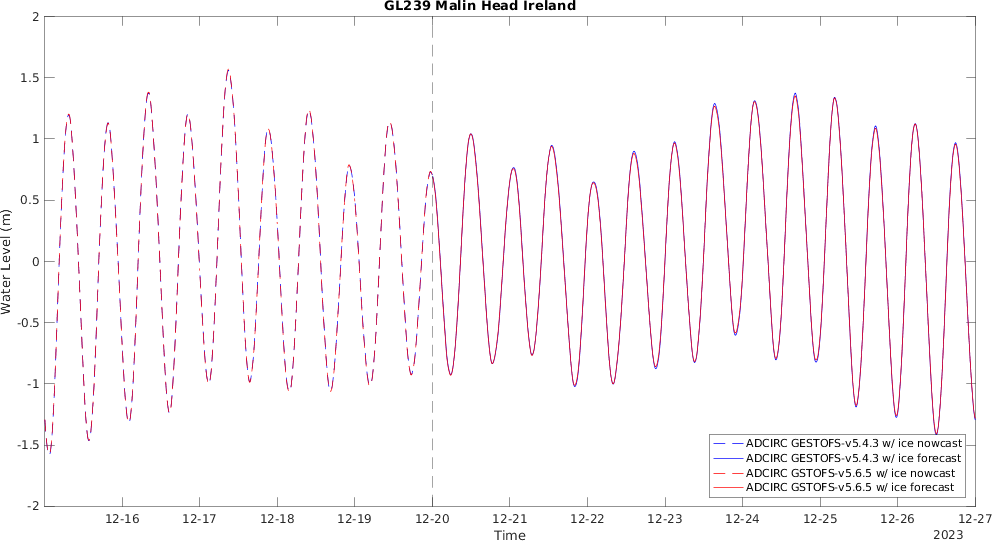 GL239 Malin Head Ireland
2
1.5
1
0.5
0
-0.5
-1
-1.5
-2
Water Level (m)
12-16 12-17 12-18 12-19 12-20 12-21 12-22 12-23 12-24 12-25 12-26 12-27
Time
2023
ADCIRC GESTOFS-v5.4.3 w/ ice nowcast
ADCIRC GESTOFS-v5.4.3 w/ ice forecast
ADCIRC GSTOFS-v5.6.5 w/ ice nowcast
ADCIRC GSTOFS-v5.6.5 w/ ice forecast